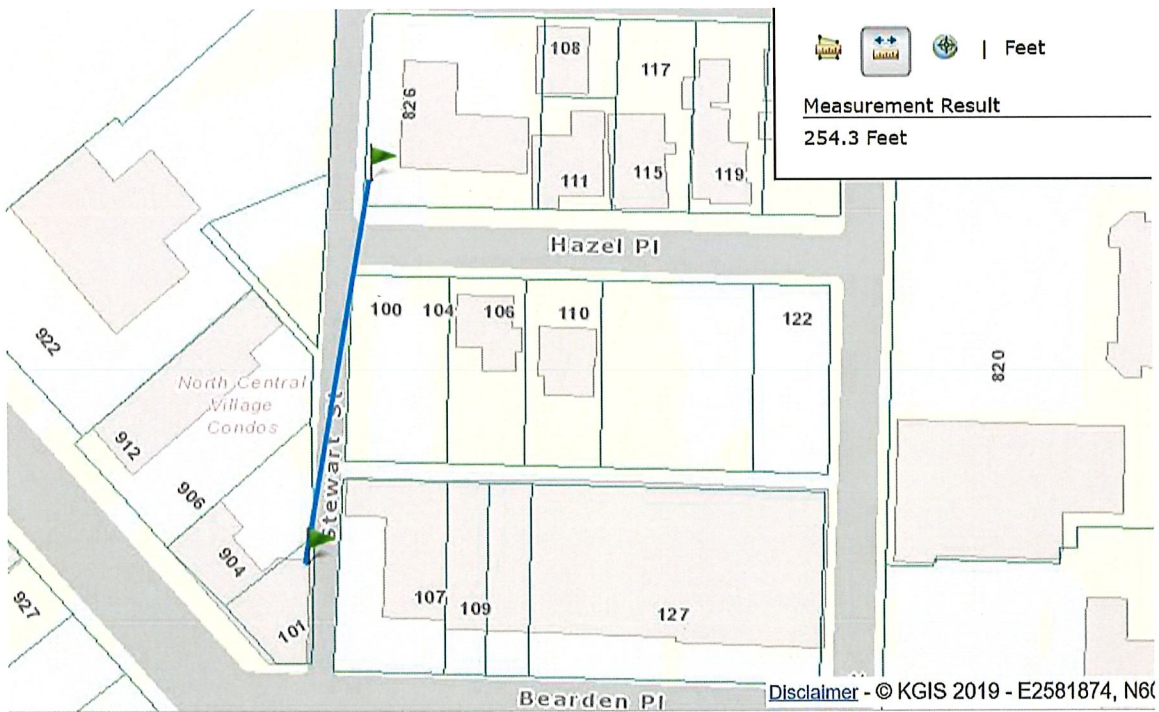 | Feet
Measurement Result
254.3 Feet
108
117
826
111
115
119
Hazel Pl
100
104
106
110
122
820
922
North Central
Village
Condos
912
Stewart St
906
904
927
101
107
109
127
Bearden Pl
Disclaimer - © KGIS 2019 - E2581874, N60